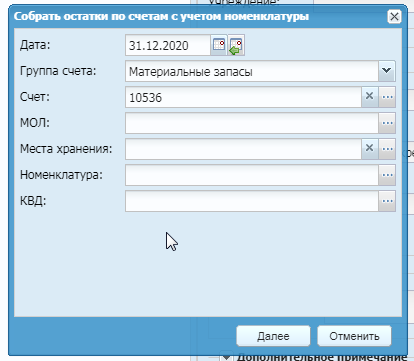 Учреждение:
Собрать остатки по счетам с учетом номенклатуры
Дата: 31.12.2020
Группа счета: Материальные запасы
Счет: 10536
МОЛ:
Места хранения:
Номенклатура:
КВД:
Далее Отменить
Дополнительное примечание